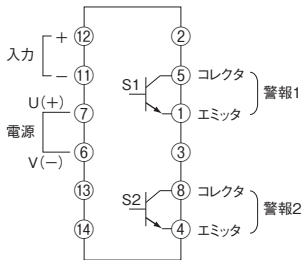 入力
+ ⑫
− ⑪
電源
U(+) ⑦
V(−) ⑥
⑬
⑭
②
S1
⑤ コレクタ
① エミッタ
警報1
③
S2
⑧ コレクタ
④ エミッタ
警報2